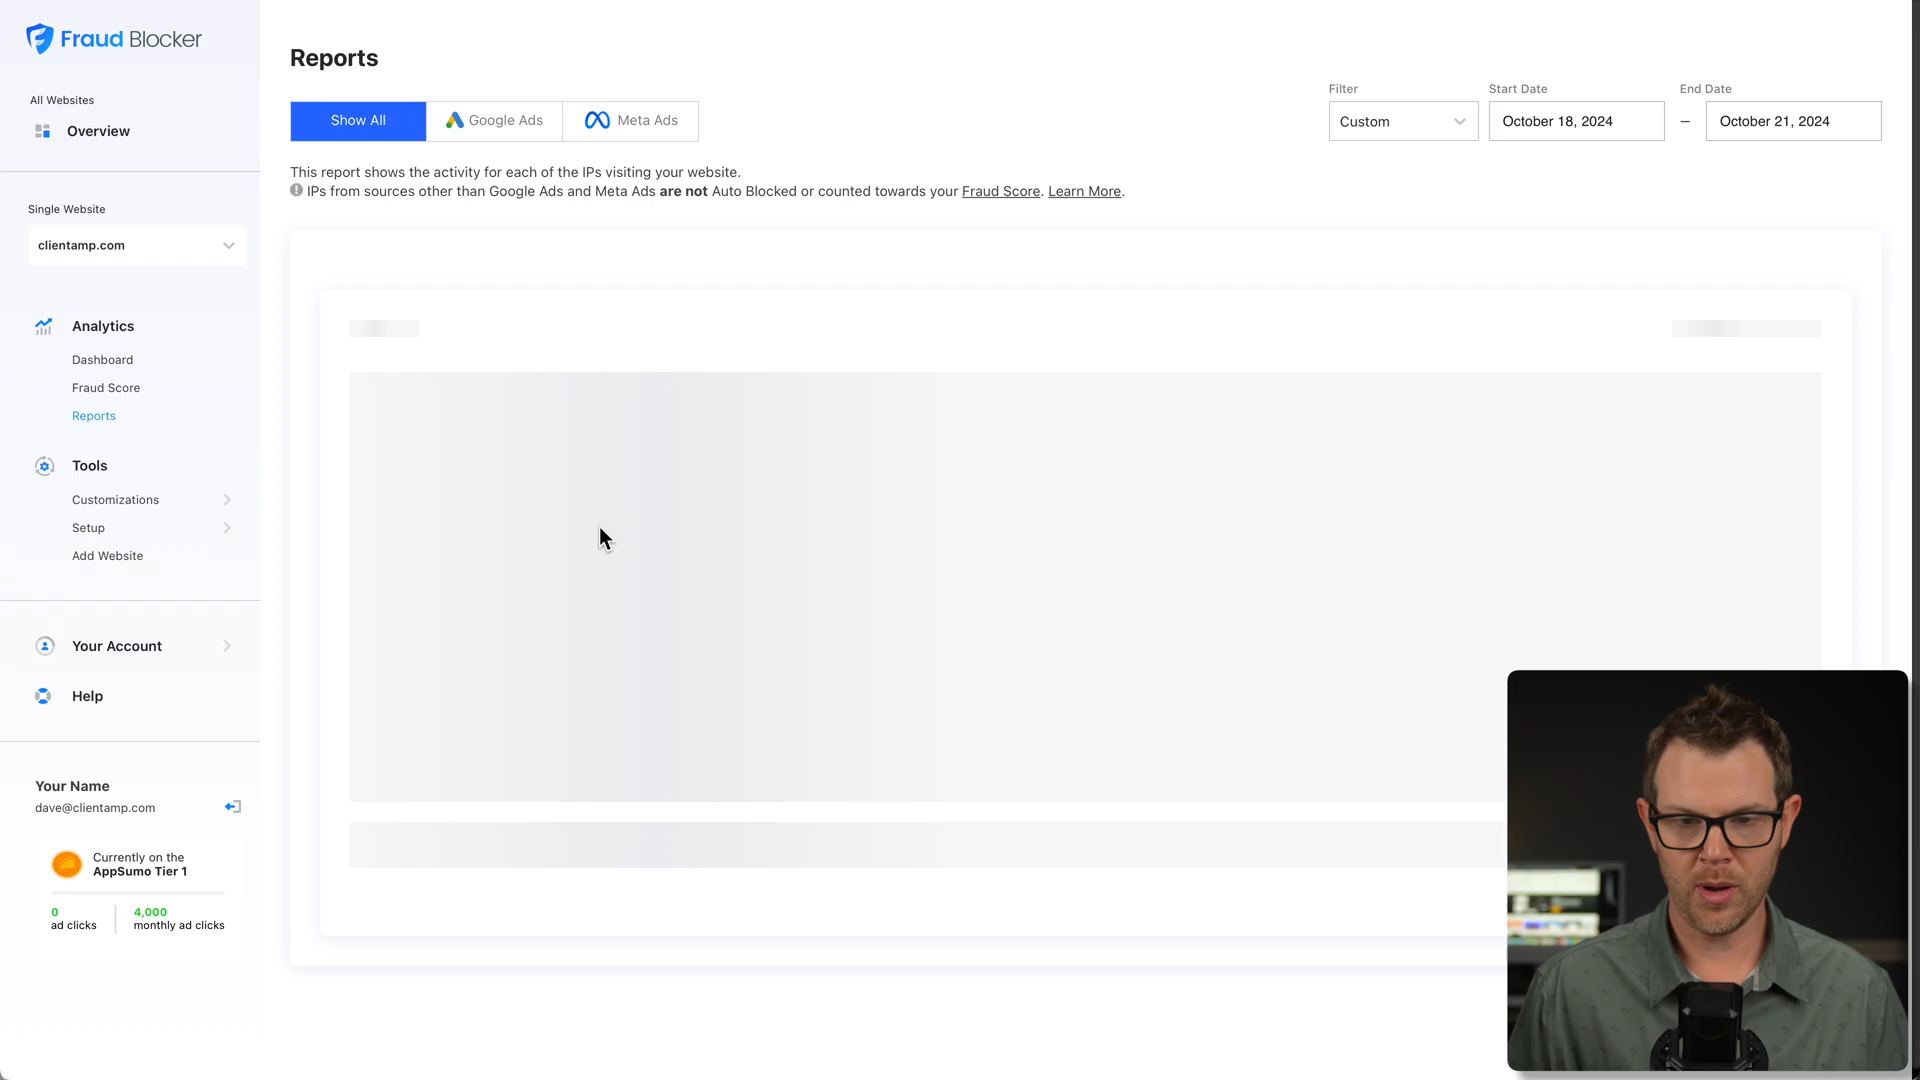 Fraud Blocker
All Websites
Overview
Single Website
clientamp.com
Analytics
Dashboard
Fraud Score
Reports
Tools
Customizations
Setup
Add Website
Your Account
Help
Your Name
dave@clientamp.com
Currently on the
AppSumo Tier 1
0
ad clicks
4,000
monthly ad clicks
Reports
Show All
Google Ads
Meta Ads
Filter
Custom
Start Date
October 18, 2024
–
End Date
October 21, 2024
This report shows the activity for each of the IPs visiting your website.
IPs from sources other than Google Ads and Meta Ads are not Auto Blocked or counted towards your Fraud Score. Learn More.